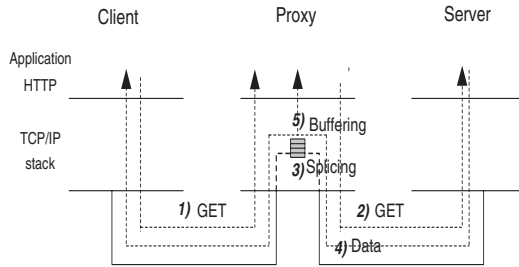 Client Proxy Server
Application
HTTP
5) Buffering
TCP/IP
stack
3) Splicing
1) GET 2) GET
4) Data